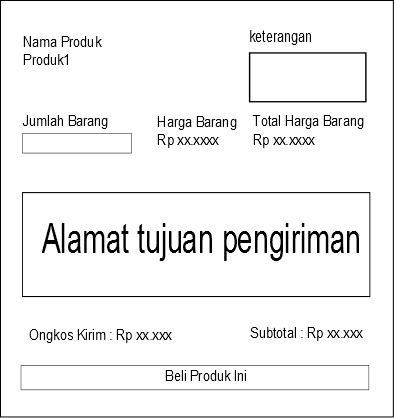 Nama Produk
Produk1
keterangan
Jumlah Barang
Harga Barang
Rp xx.xxxx
Total Harga Barang
Rp xx.xxxx
Alamat tujuan pengiriman
Ongkos Kirim : Rp xx.xxx
Subtotal : Rp xx.xxx
Beli Produk Ini